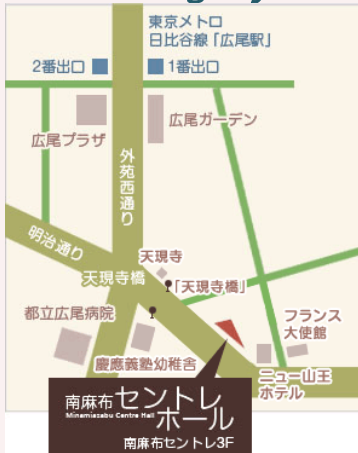 東京メトロ
日比谷線「広尾駅」
2番出口
1番出口
広尾プラザ
広尾ガーデン
外苑西通り
明治通り
天現寺
天現寺橋
「天現寺橋」
都立広尾病院
フランス
大使館
慶應義塾幼稚舎
ニュー山王
ホテル
南麻布セントレ
Minamiazabu Centre Hall
ホール
南麻布セントレ3F